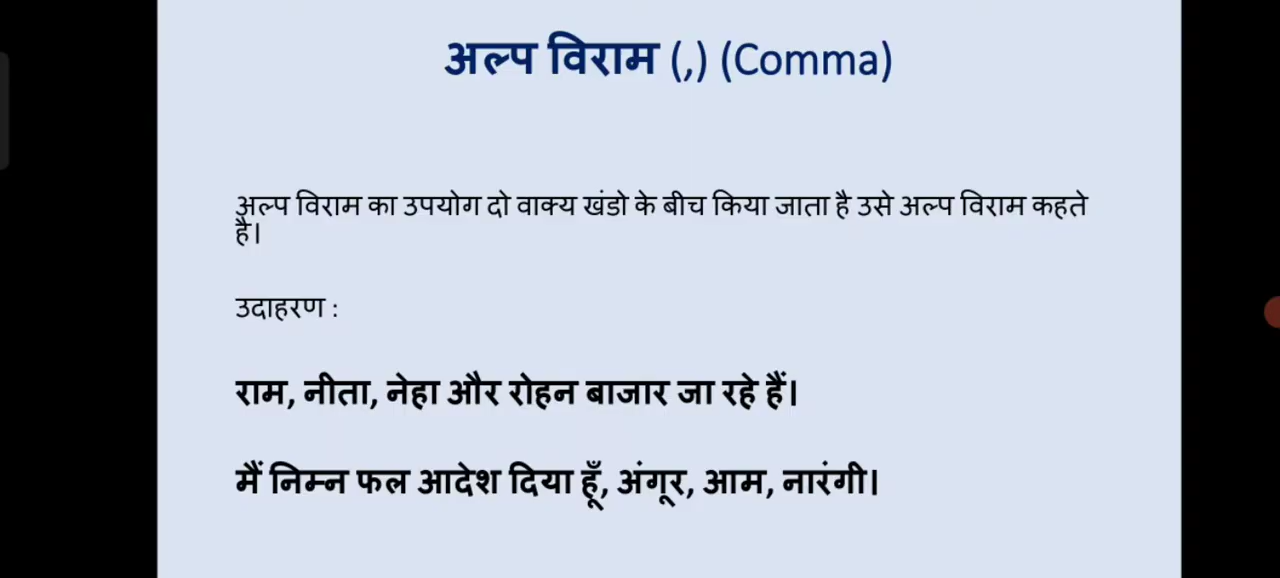 अल्प विराम (,) (Comma)
अल्प विराम का उपयोग दो वाक्य खंडो के बीच किया जाता है उसे अल्प विराम कहते
है।
उदाहरण :
राम, नीता, नेहा और रोहन बाजार जा रहे हैं।
मैं निम्न फल आदेश दिया हूँ, अंगूर, आम, नारंगी।